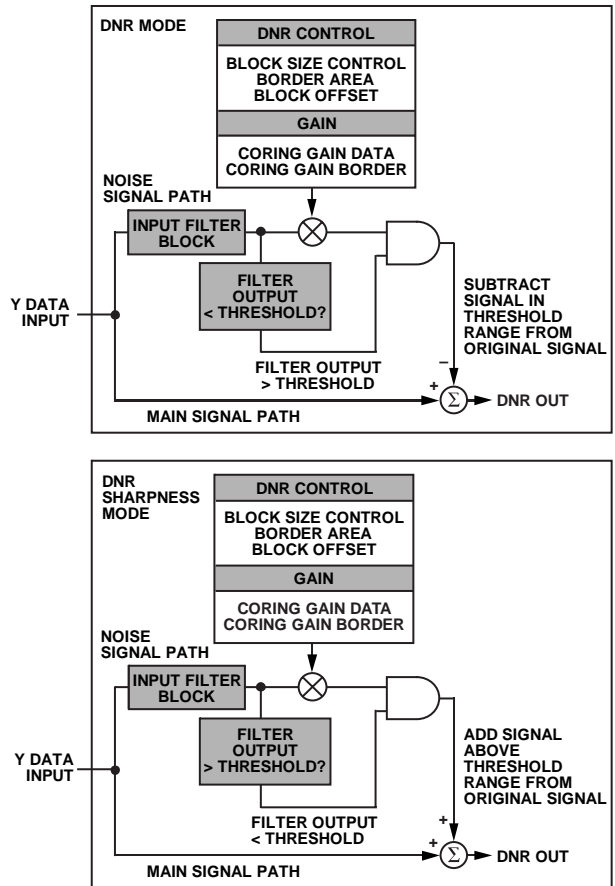 DNR MODE
DNR CONTROL
BLOCK SIZE CONTROL
BORDER AREA
BLOCK OFFSET
GAIN
CORING GAIN DATA
CORING GAIN BORDER
NOISE
SIGNAL PATH
INPUT FILTER
BLOCK
FILTER
OUTPUT
< THRESHOLD?
Y DATA
INPUT
SUBTRACT
SIGNAL IN
THRESHOLD
RANGE FROM
ORIGINAL SIGNAL
FILTER OUTPUT
> THRESHOLD
–
+
Σ
DNR OUT
MAIN SIGNAL PATH
DNR
SHARPNESS
MODE
DNR CONTROL
BLOCK SIZE CONTROL
BORDER AREA
BLOCK OFFSET
GAIN
CORING GAIN DATA
CORING GAIN BORDER
NOISE
SIGNAL PATH
INPUT FILTER
BLOCK
FILTER
OUTPUT
> THRESHOLD?
Y DATA
INPUT
ADD SIGNAL
ABOVE
THRESHOLD
RANGE FROM
ORIGINAL SIGNAL
FILTER OUTPUT
< THRESHOLD
+
+
Σ
DNR OUT
MAIN SIGNAL PATH